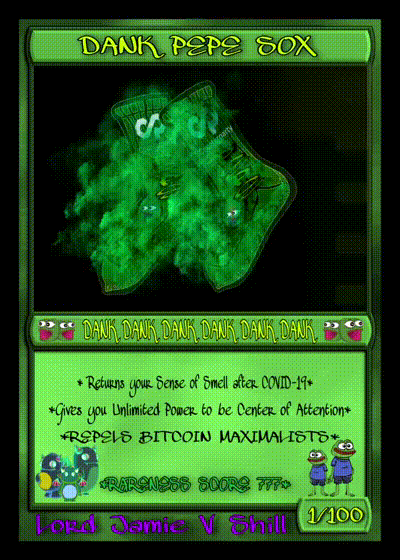 DANK PEPE SOX
DANK. DANK. DANK. DANK. DANK. DANK.
*Returns your Sense of Smell after COVID-19*
*Gives you Unlimited Power to be Center of Attention*
*REPELS BITCOIN MAXIMALISTS*
*RARENESS SCORE 777*
1/100
Lord Jamie V Shill